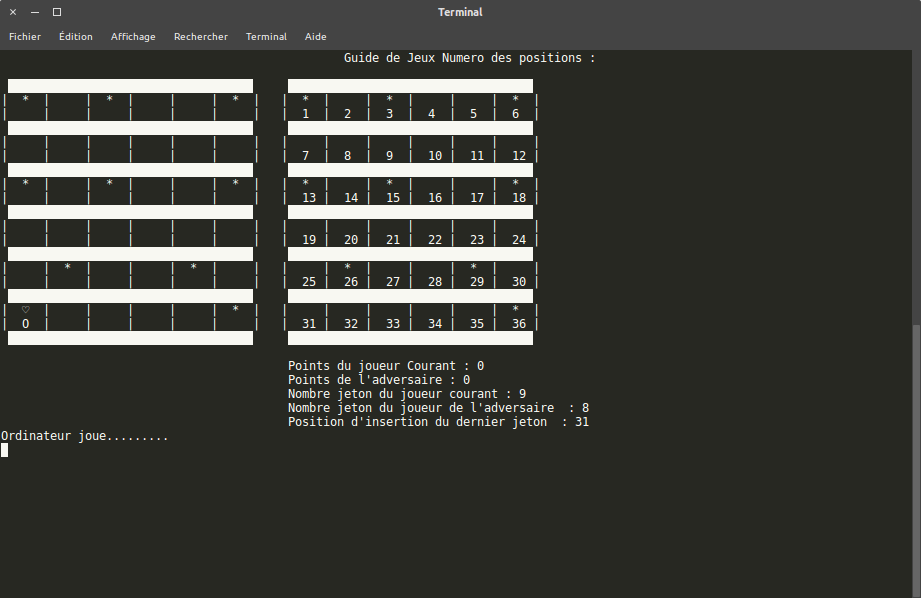 Terminal
Fichier Édition Affichage Rechercher Terminal Aide
Guide de Jeux Numero des positions :
| * | | * | | | * | | * | | * | | | * |
| | | | | | | | 1 | 2 | 3 | 4 | 5 | 6 |
| | | | | | | | | | | | | |
| | | | | | | | 7 | 8 | 9 | 10 | 11 | 12 |
| * | | * | | | * | | * | | * | | | * |
| | | | | | | | 13 | 14 | 15 | 16 | 17 | 18 |
| | | | | | | | | | | | | |
| | | | | | | | 19 | 20 | 21 | 22 | 23 | 24 |
| | * | | | * | | | | * | | | * | |
| | | | | | | | 25 | 26 | 27 | 28 | 29 | 30 |
| ♡ | | | | | * | | | | | | | * |
| 0 | | | | | | | 31 | 32 | 33 | 34 | 35 | 36 |
Points du joueur Courant : 0
Points de l'adversaire : 0
Nombre jeton du joueur courant : 9
Nombre jeton du joueur de l'adversaire : 8
Position d'insertion du dernier jeton : 31
Ordinateur joue.........